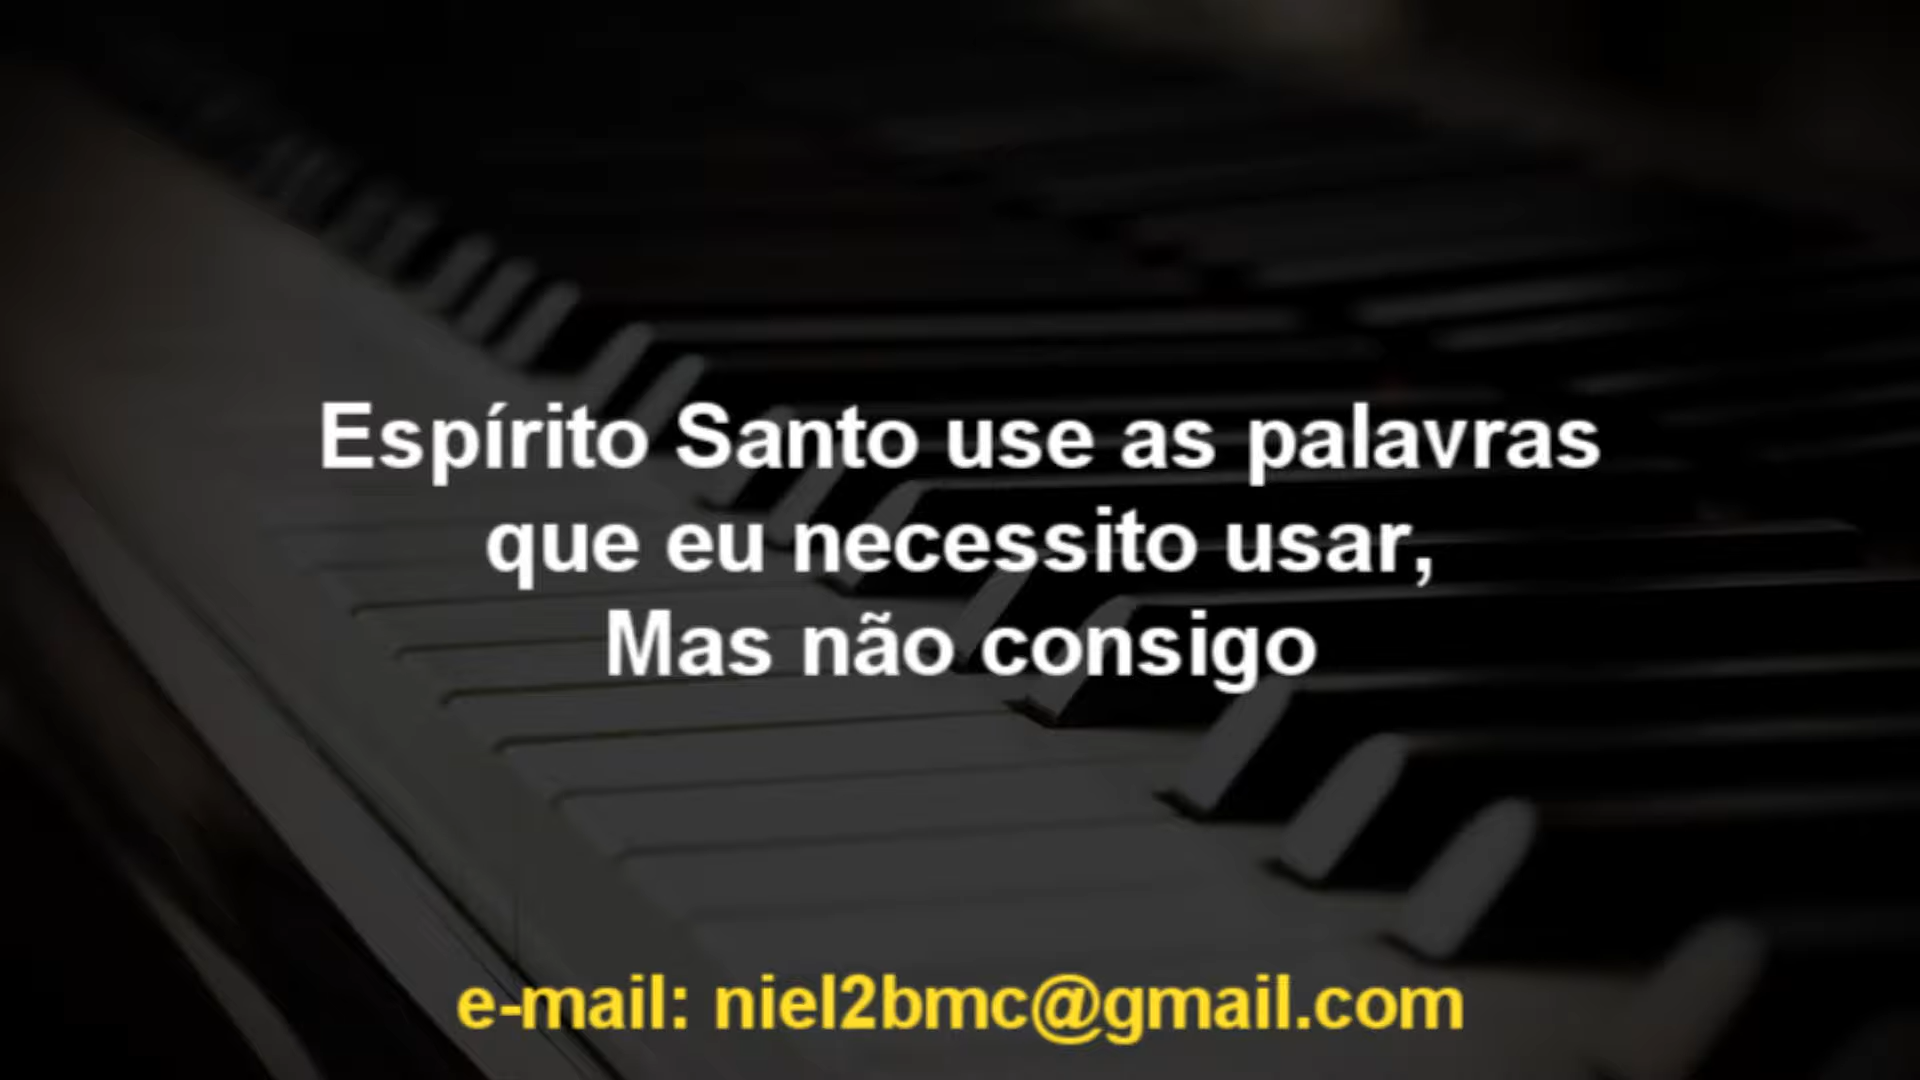 Espírito Santo use as palavras
que eu necessito usar,
Mas não consigo
e-mail: niel2bmc@gmail.com